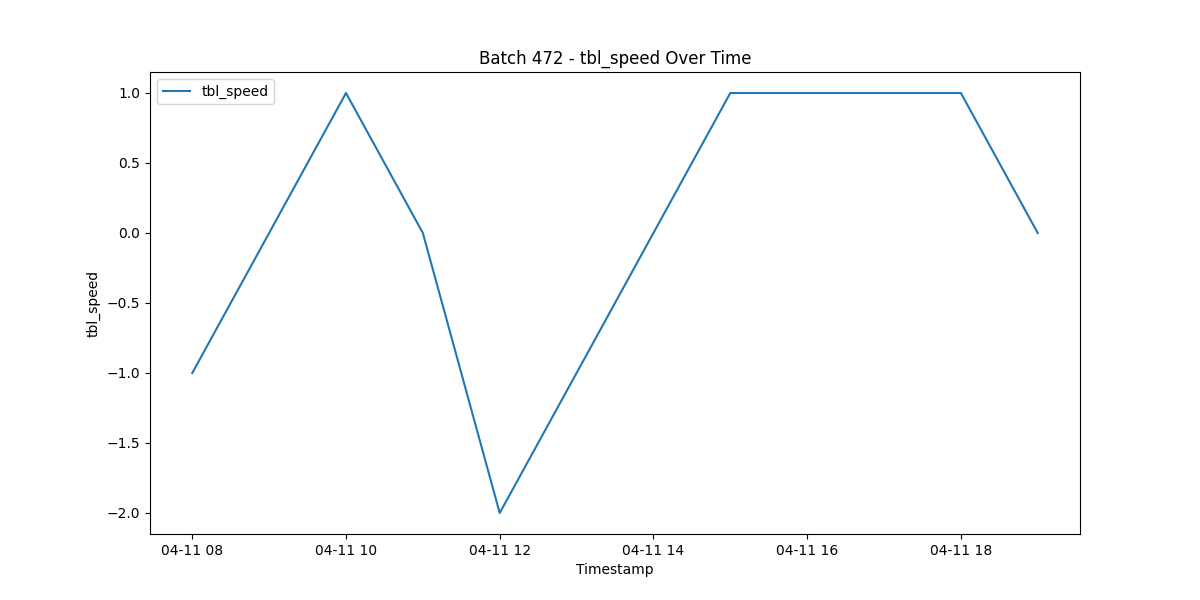 Batch 472 - tbl_speed Over Time
tbl_speed
1.0
0.5
0.0
−0.5
−1.0
−1.5
−2.0
tbl_speed
04-11 08 04-11 10 04-11 12 04-11 14 04-11 16 04-11 18
Timestamp